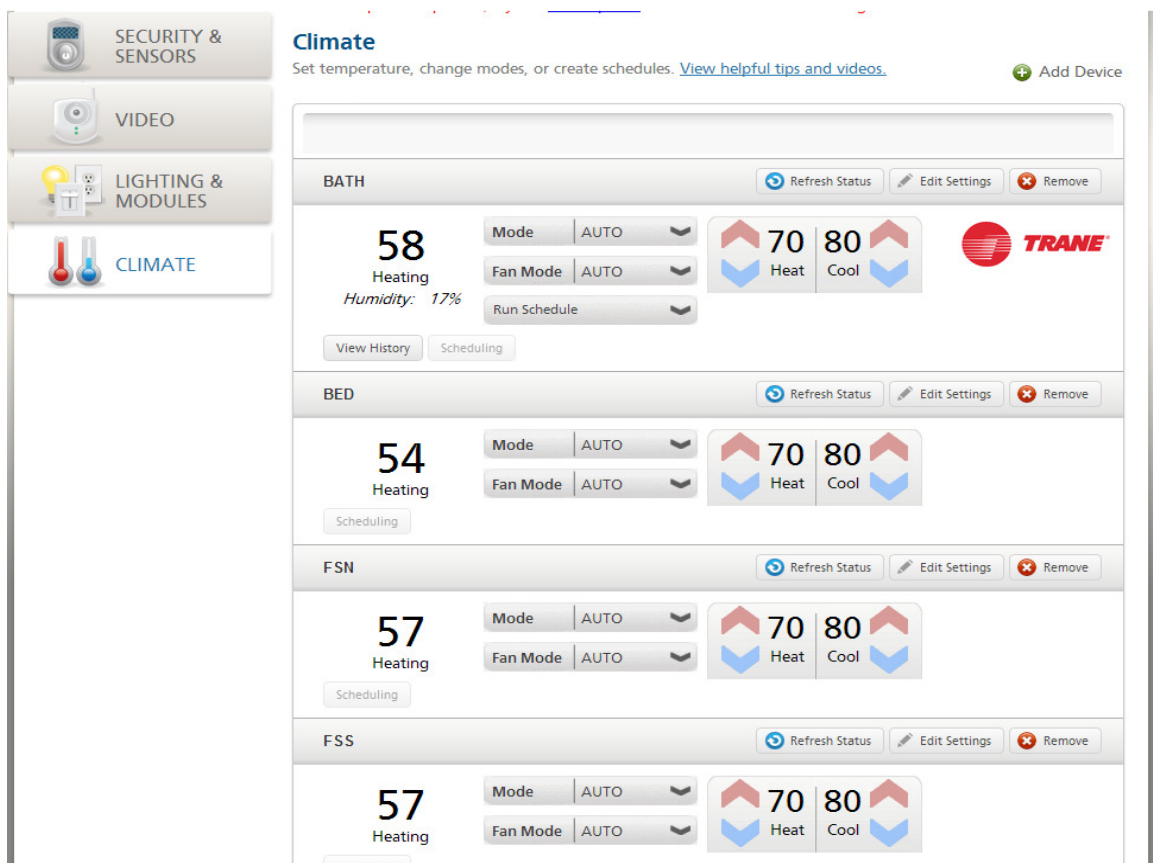 SECURITY &
SENSORS
VIDEO
LIGHTING &
MODULES
CLIMATE
Climate
Set temperature, change modes, or create schedules. View helpful tips and videos.
Add Device
BATH
Refresh Status
Edit Settings
Remove
58
Heating
Humidity: 17%
Mode AUTO
Fan Mode AUTO
Run Schedule
70 80
Heat Cool
TRANE
View History
Scheduling
BED
Refresh Status
Edit Settings
Remove
54
Heating
Mode AUTO
Fan Mode AUTO
70 80
Heat Cool
Scheduling
FSN
Refresh Status
Edit Settings
Remove
57
Heating
Mode AUTO
Fan Mode AUTO
70 80
Heat Cool
Scheduling
FSS
Refresh Status
Edit Settings
Remove
57
Heating
Mode AUTO
Fan Mode AUTO
70 80
Heat Cool